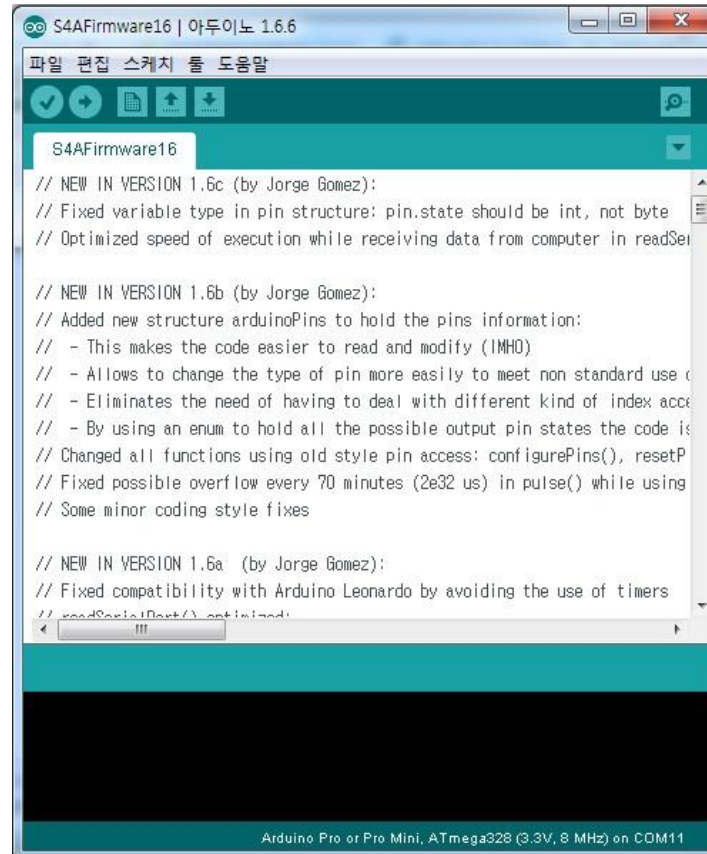 S4AFirmware16 | 아두이노 1.6.6
파일 편집 스케치 툴 도움말
S4AFirmware16
// NEW IN VERSION 1.6c (by Jorge Gomez):
// Fixed variable type in pin structure: pin.state should be int, not byte
// Optimized speed of execution while receiving data from computer in readSer
// NEW IN VERSION 1.6b (by Jorge Gomez):
// Added new structure arduinoPins to hold the pins information:
// - This makes the code easier to read and modify (IMHO)
// - Allows to change the type of pin more easily to meet non standard use
// - Eliminates the need of having to deal with different kind of index acce
// - By using an enum to hold all the possible output pin states the code is
// Changed all functions using old style pin access: configurePins(), resetP
// Fixed possible overflow every 70 minutes (2e32 us) in pulse() while using
// Some minor coding style fixes
// NEW IN VERSION 1.6a (by Jorge Gomez):
// Fixed compatibility with Arduino Leonardo by avoiding the use of timers
// readSerialPort() optimized:
Arduino Pro or Pro Mini, ATmega328 (3.3V, 8 MHz) on COM11